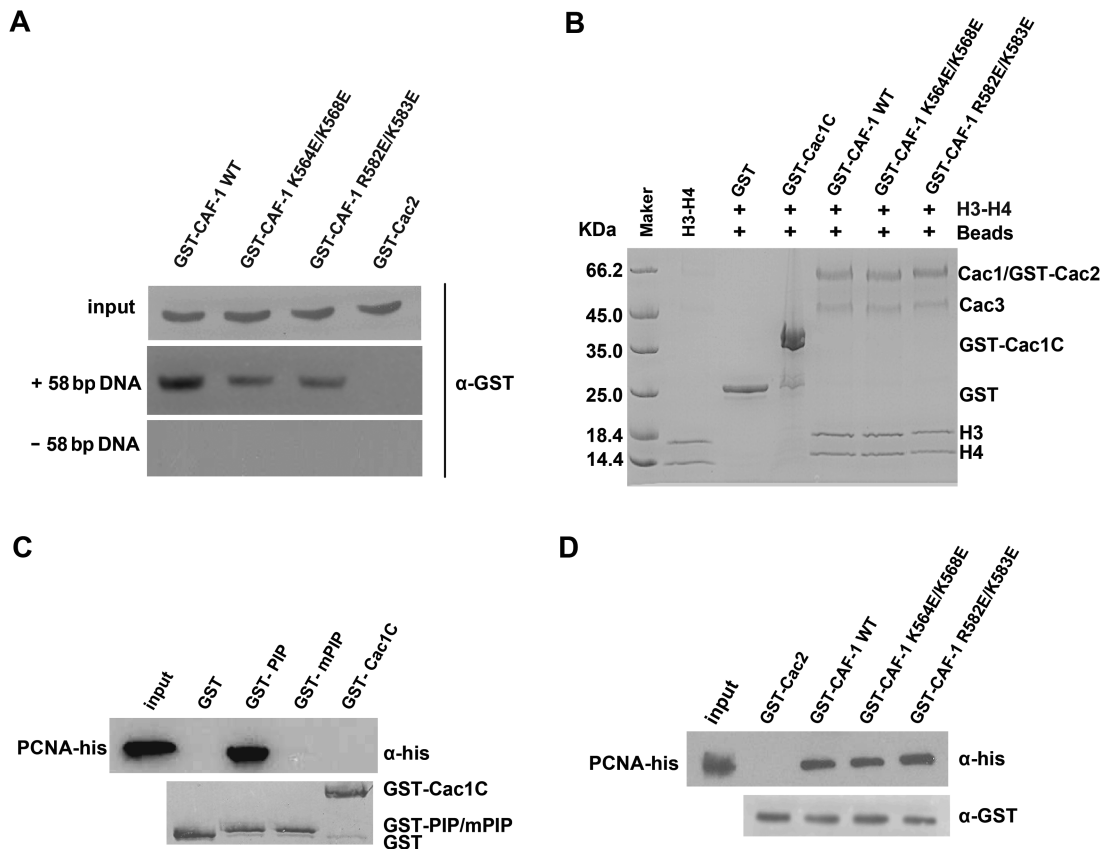 A
GST-CAF-1 WT
GST-CAF-1 K564E/K568E
GST-CAF-1 R582E/K583E
GST-Cac2
input
+ 58 bp DNA
α-GST
− 58 bp DNA
B
Maker
H3-H4
GST
GST-Cac1C
GST-CAF-1 WT
GST-CAF-1 K564E/K568E
GST-CAF-1 R582E/K583E
+ + + + + H3-H4
KDa + + + + + Beads
66.2 Cac1/GST-Cac2
45.0 Cac3
35.0 GST-Cac1C
25.0 GST
18.4 H3
14.4 H4
C
input
GST
GST- PIP
GST- mPIP
GST- Cac1C
PCNA-his α-his
GST-Cac1C
GST-PIP/mPIP
GST
D
input
GST-Cac2
GST-CAF-1 WT
GST-CAF-1 K564E/K568E
GST-CAF-1 R582E/K583E
PCNA-his α-his
α-GST